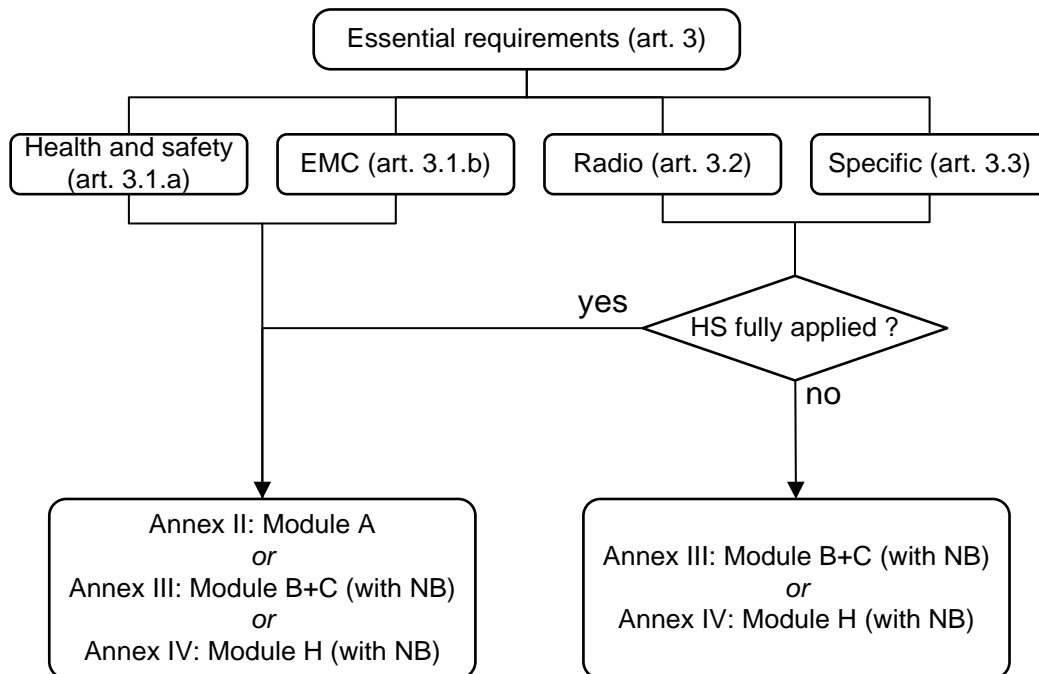 Essential requirements (art. 3)
Health and safety
(art. 3.1.a)
EMC (art. 3.1.b)
Radio (art. 3.2)
Specific (art. 3.3)
yes
HS fully applied ?
no
Annex II: Module A
or
Annex III: Module B+C (with NB)
or
Annex IV: Module H (with NB)
Annex III: Module B+C (with NB)
or
Annex IV: Module H (with NB)